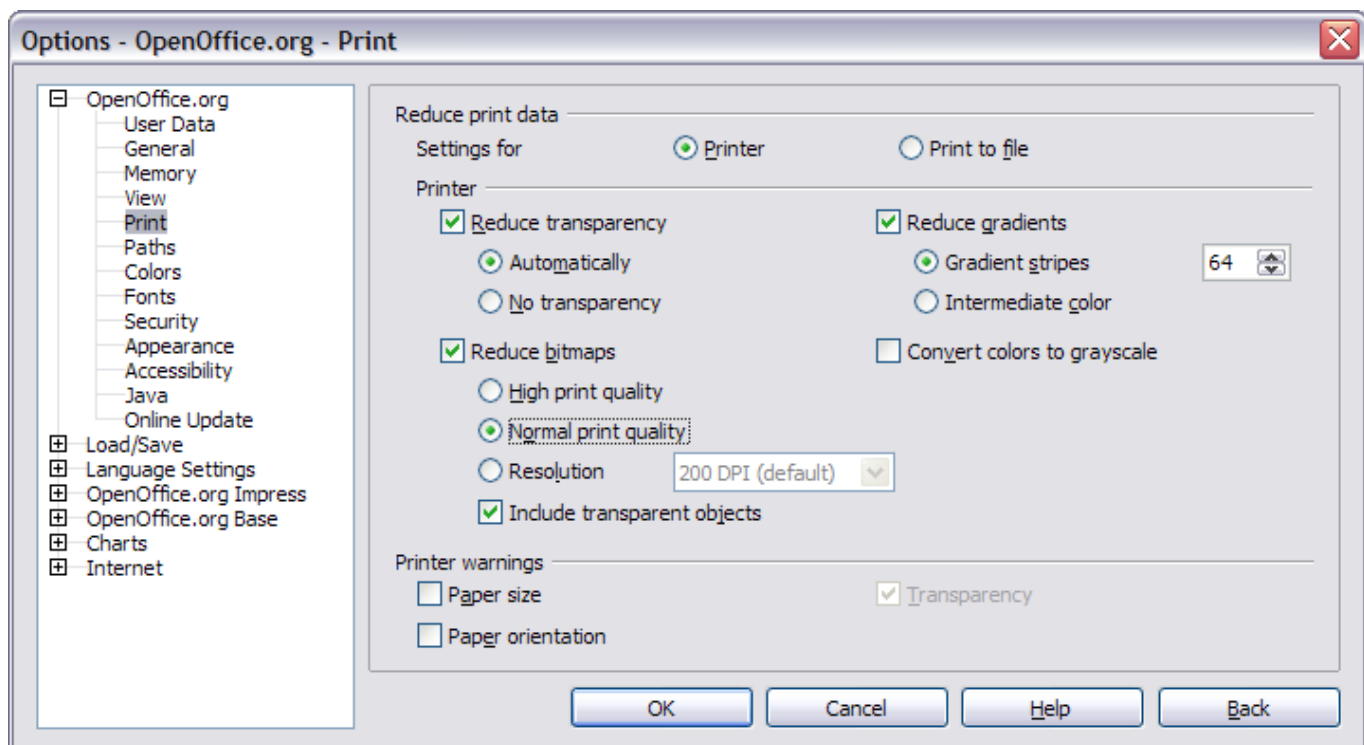 Options - OpenOffice.org - Print
OpenOffice.org
User Data
General
Memory
View
Print
Paths
Colors
Fonts
Security
Appearance
Accessibility
Java
Online Update
Load/Save
Language Settings
OpenOffice.org Impress
OpenOffice.org Base
Charts
Internet
Reduce print data
Settings for Printer Print to file
Printer
Reduce transparency Reduce gradients
Automatically Gradient stripes 64
No transparency Intermediate color
Reduce bitmaps Convert colors to grayscale
High print quality
Normal print quality
Resolution 200 DPI (default)
Include transparent objects
Printer warnings
Paper size Transparency
Paper orientation
OK Cancel Help Back